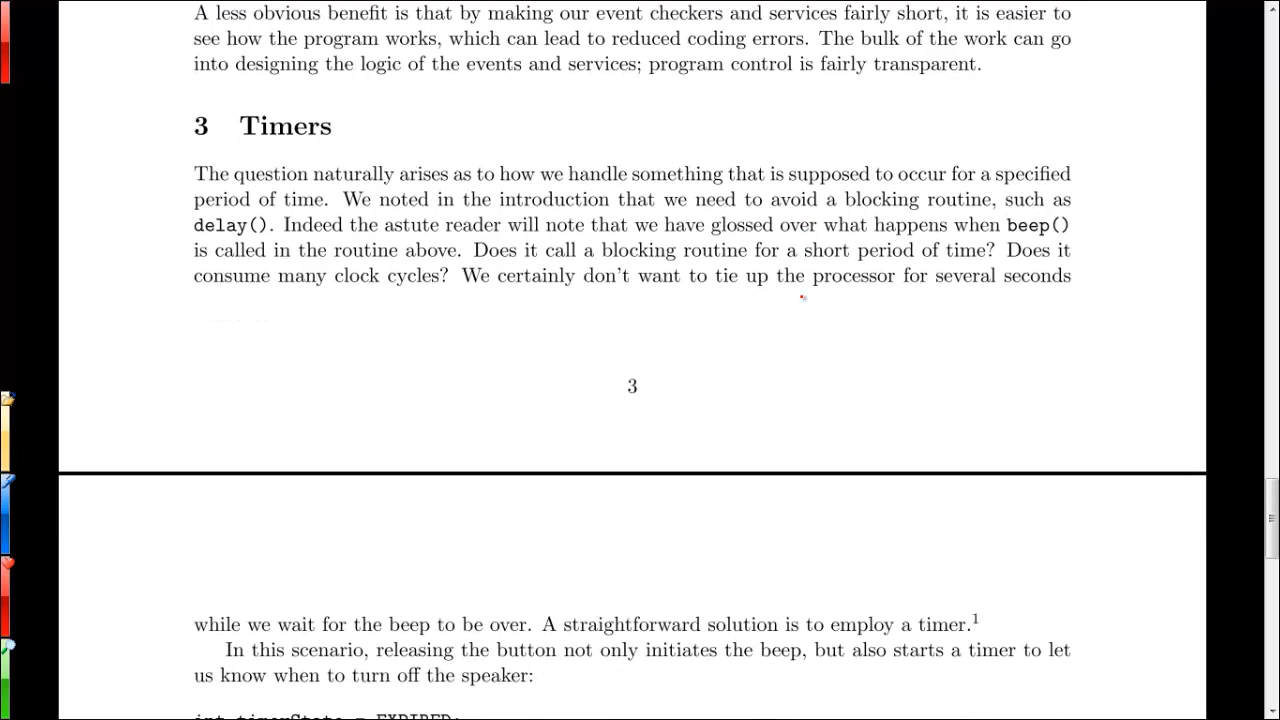 A less obvious benefit is that by making our event checkers and services fairly short, it is easier to
see how the program works, which can lead to reduced coding errors. The bulk of the work can go
into designing the logic of the events and services; program control is fairly transparent.
3 Timers
The question naturally arises as to how we handle something that is supposed to occur for a specified
period of time. We noted in the introduction that we need to avoid a blocking routine, such as
delay(). Indeed the astute reader will note that we have glossed over what happens when beep()
is called in the routine above. Does it call a blocking routine for a short period of time? Does it
consume many clock cycles? We certainly don't want to tie up the processor for several seconds
3
while we wait for the beep to be over. A straightforward solution is to employ a timer.1
In this scenario, releasing the button not only initiates the beep, but also starts a timer to let
us know when to turn off the speaker:
int timerState = EXPIRED;